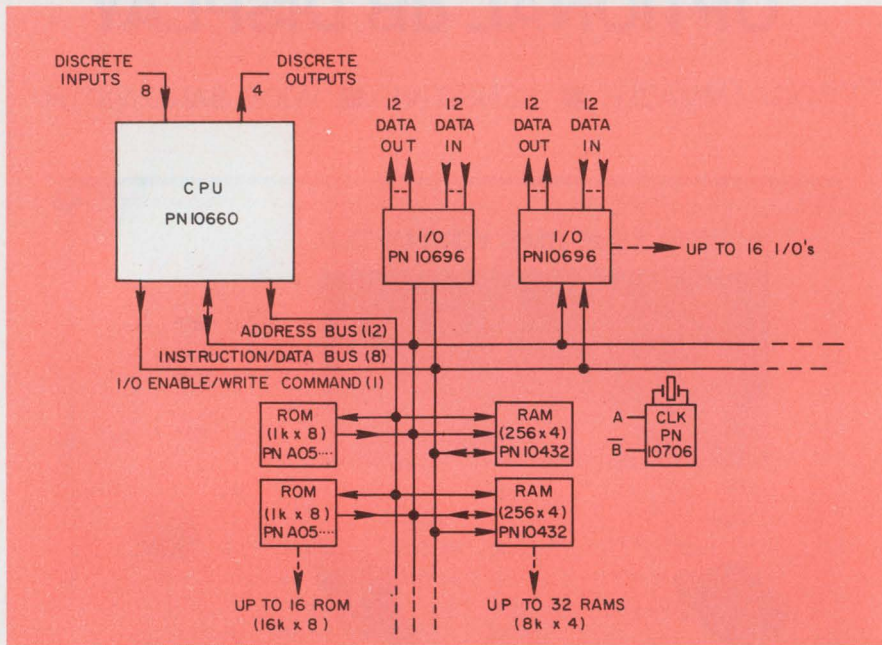 DISCRETE
INPUTS
8
DISCRETE
OUTPUTS
4
CPU
PN10660
12
DATA
OUT
12
DATA
IN
12
DATA
OUT
12
DATA
IN
I/O
PN 10696
I/O
PN10696
UP TO 16 I/O's
ADDRESS BUS (12)
INSTRUCTION/DATA BUS (8)
I/O ENABLE/WRITE COMMAND (1)
ROM
(1k x 8)
PN A05····
RAM
(256 x 4)
PN 10432
A
B̅
CLK
PN
10706
ROM
(1k x 8)
PN A05····
RAM
(256 x 4)
PN 10432
UP TO 16 ROM
(16k x 8)
UP TO 32 RAMS
(8k x 4)